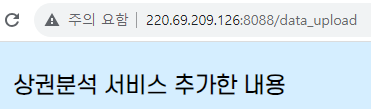 주의 요함 | 220.69.209.126:8088/data_upload
상권분석 서비스 추가한 내용